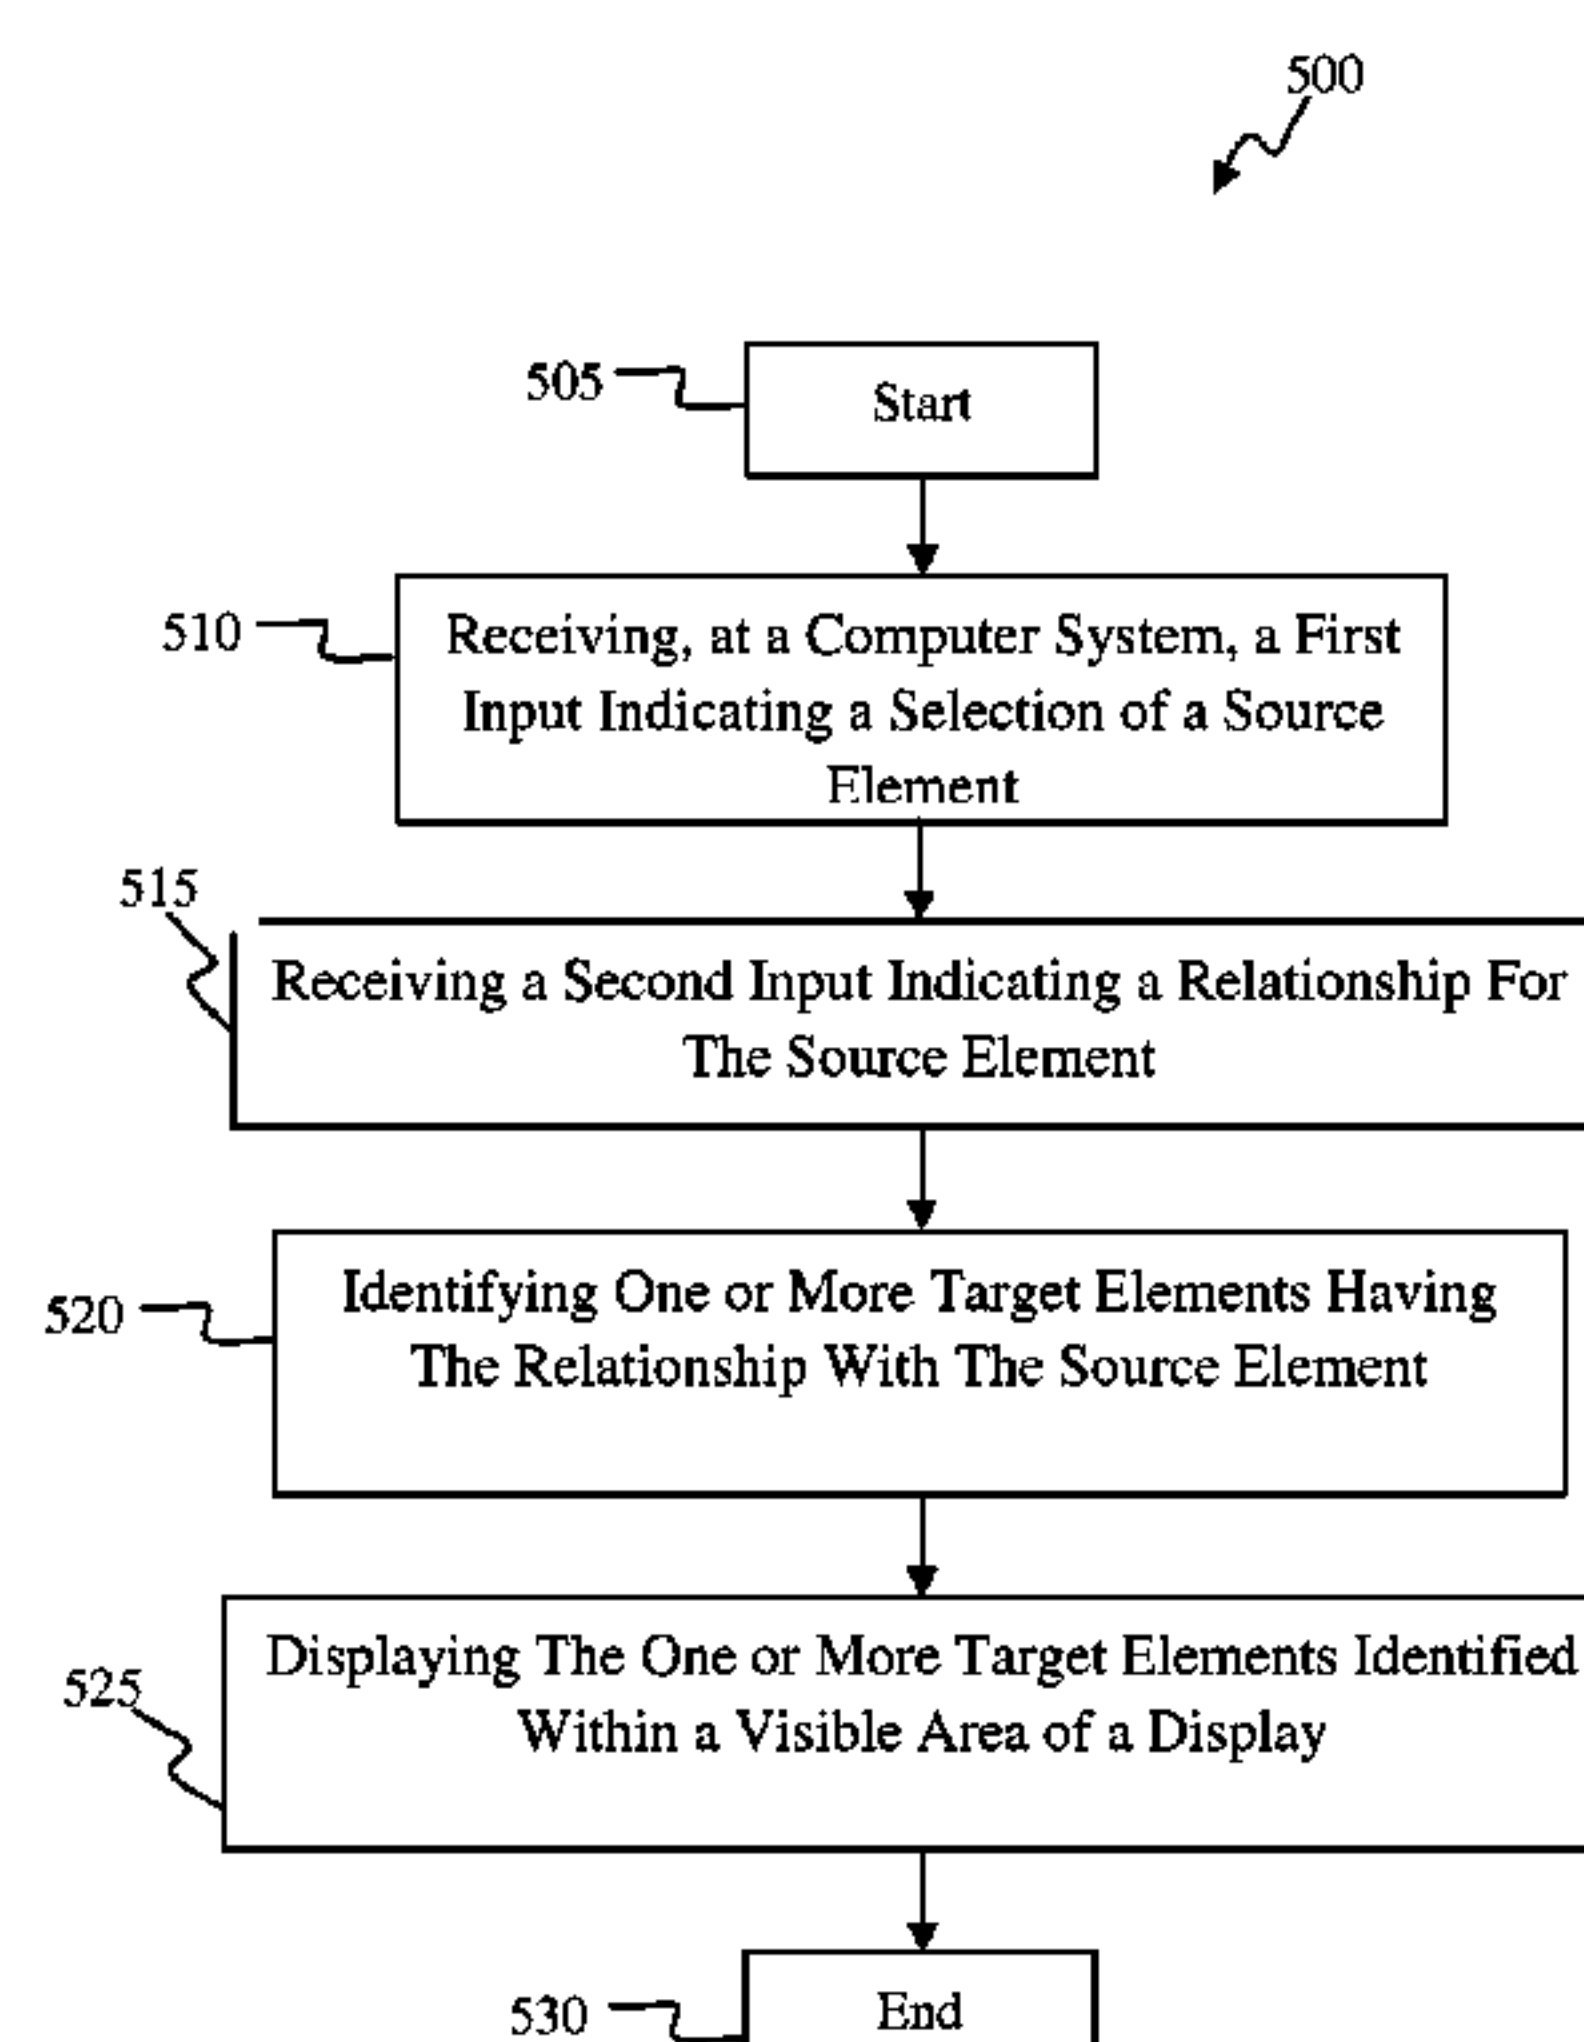 500
505
Start
510
Receiving, at a Computer System, a First
Input Indicating a Selection of a Source
Element
515
Receiving a Second Input Indicating a Relationship For
The Source Element
520
Identifying One or More Target Elements Having
The Relationship With The Source Element
525
Displaying The One or More Target Elements Identified
Within a Visible Area of a Display
530
End